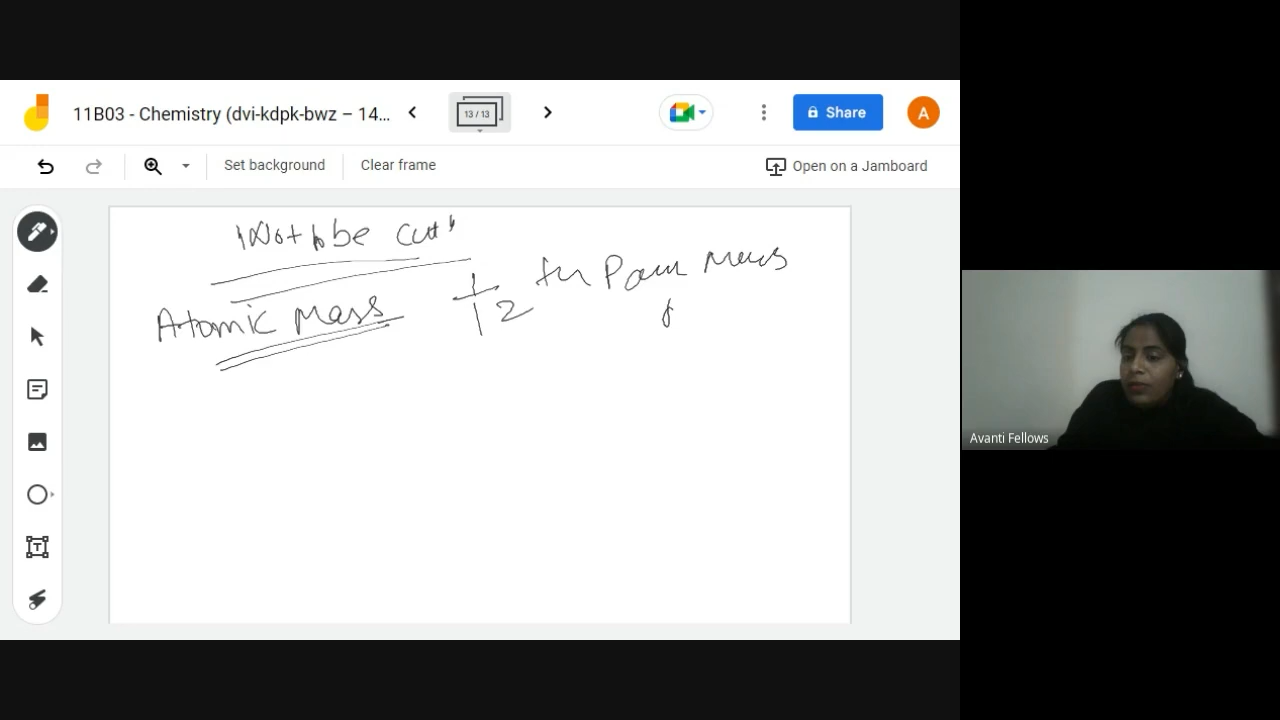 11B03 - Chemistry (dvi-kdpk-bwz – 14...
13 / 13
Share
A
Set background
Clear frame
Open on a Jamboard
'Not be cut'
Atomic Mass 1/12 th Mass
Avanti Fellows